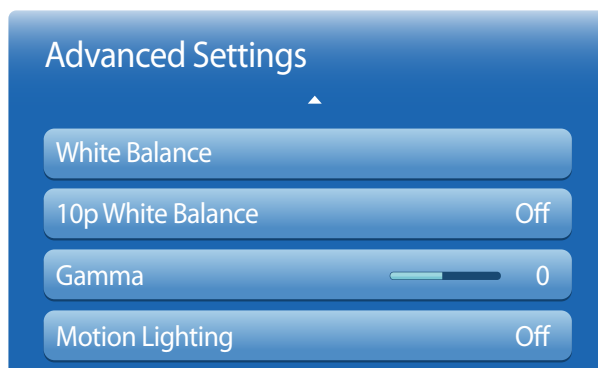 Advanced Settings
White Balance
10p White Balance Off
Gamma 0
Motion Lighting Off